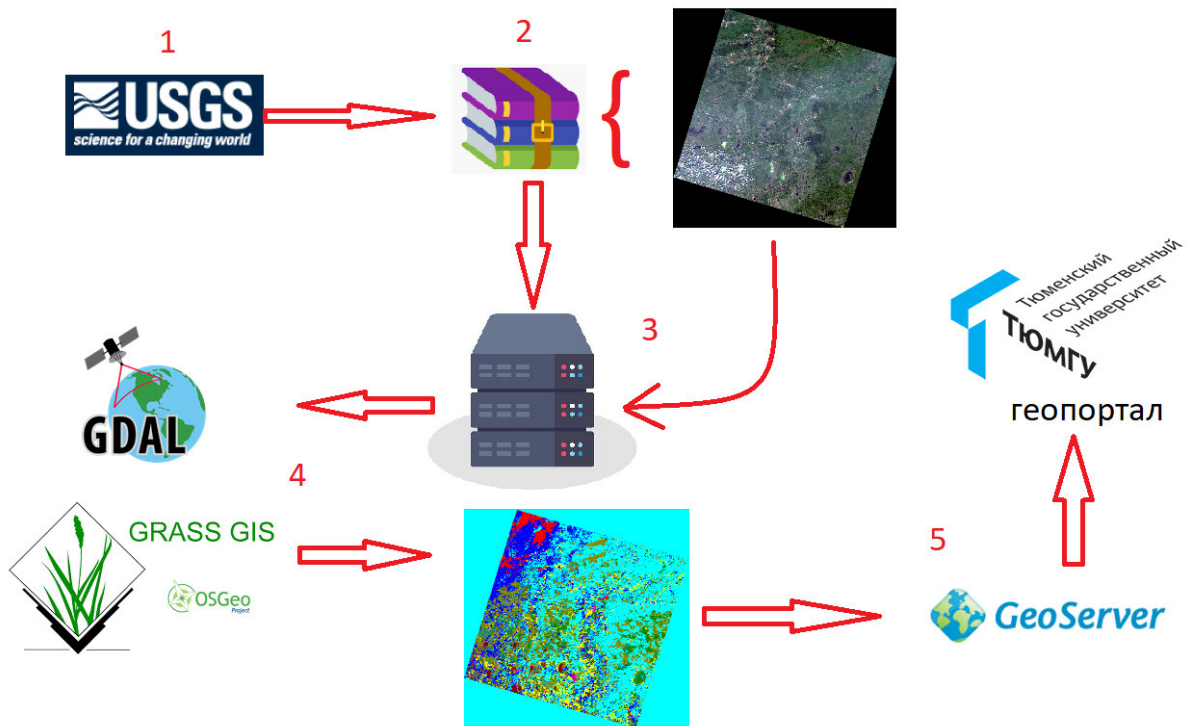 1
2
USGS
science for a changing world
3
Тюменский
государственный
университет
ТЮМГУ
геопортал
GDAL
4
GRASS GIS
OSGeo
Project
5
GeoServer